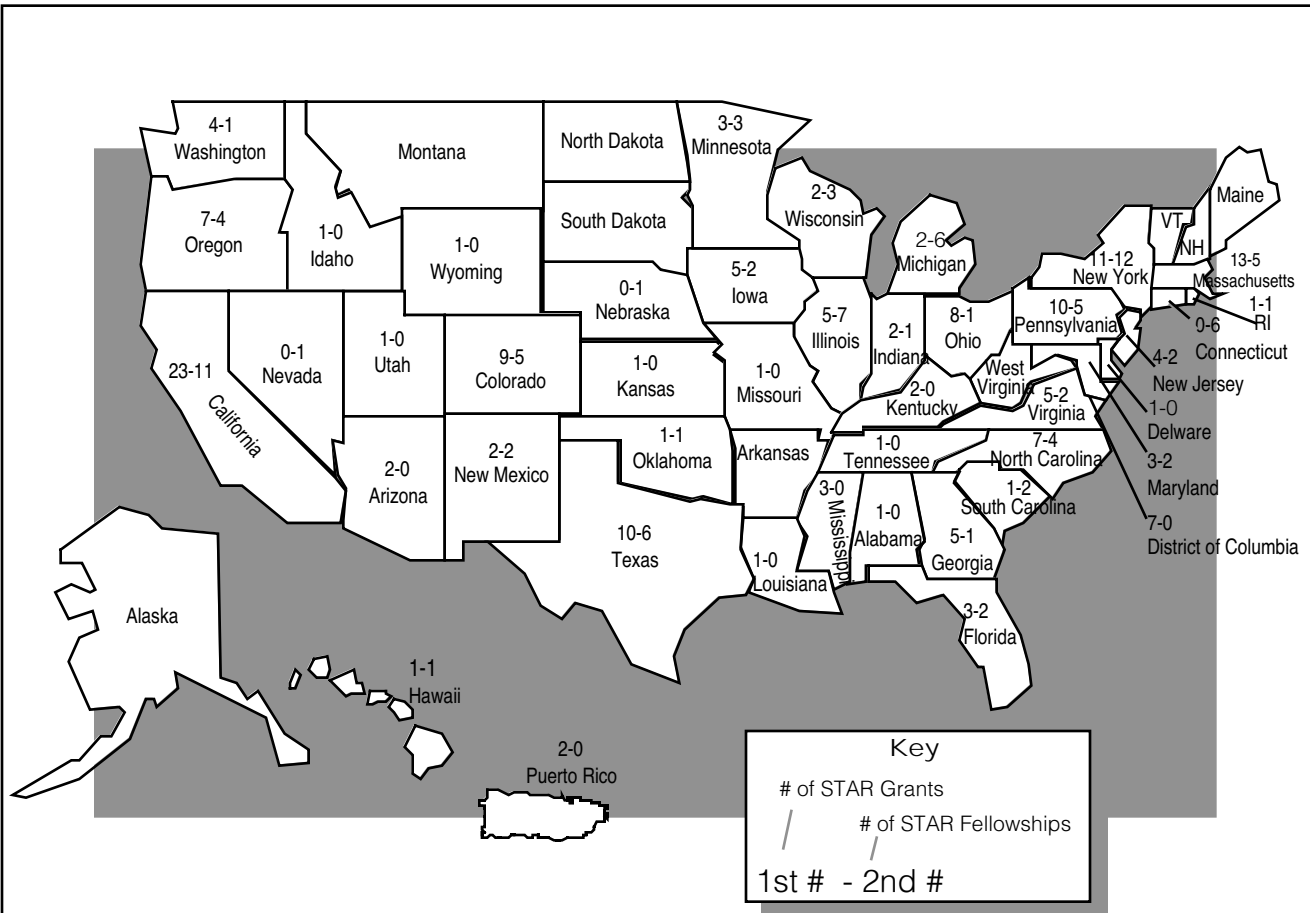 4-1
Washington
Montana
North Dakota
3-3
Minnesota
7-4
Oregon
1-0
Idaho
1-0
Wyoming
South Dakota
2-3
Wisconsin
2-6
Michigan
11-12
New York
VT
NH
Maine
13-5
Massachusetts
1-1
RI
0-6
Connecticut
23-11
California
0-1
Nevada
1-0
Utah
9-5
Colorado
0-1
Nebraska
5-2
Iowa
5-7
Illinois
2-1
Indiana
8-1
Ohio
10-5
Pennsylvania
4-2
New Jersey
1-0
Kansas
1-0
Missouri
2-0
Kentucky
West
Virginia
5-2
Virginia
1-0
Delware
3-2
Maryland
7-0
District of Columbia
2-0
Arizona
2-2
New Mexico
1-1
Oklahoma
Arkansas
1-0
Tennessee
7-4
North Carolina
1-2
South Carolina
10-6
Texas
1-0
Louisiana
3-0
Mississippi
1-0
Alabama
5-1
Georgia
3-2
Florida
Alaska
1-1
Hawaii
2-0
Puerto Rico
Key
# of STAR Grants
# of STAR Fellowships
1st # - 2nd #